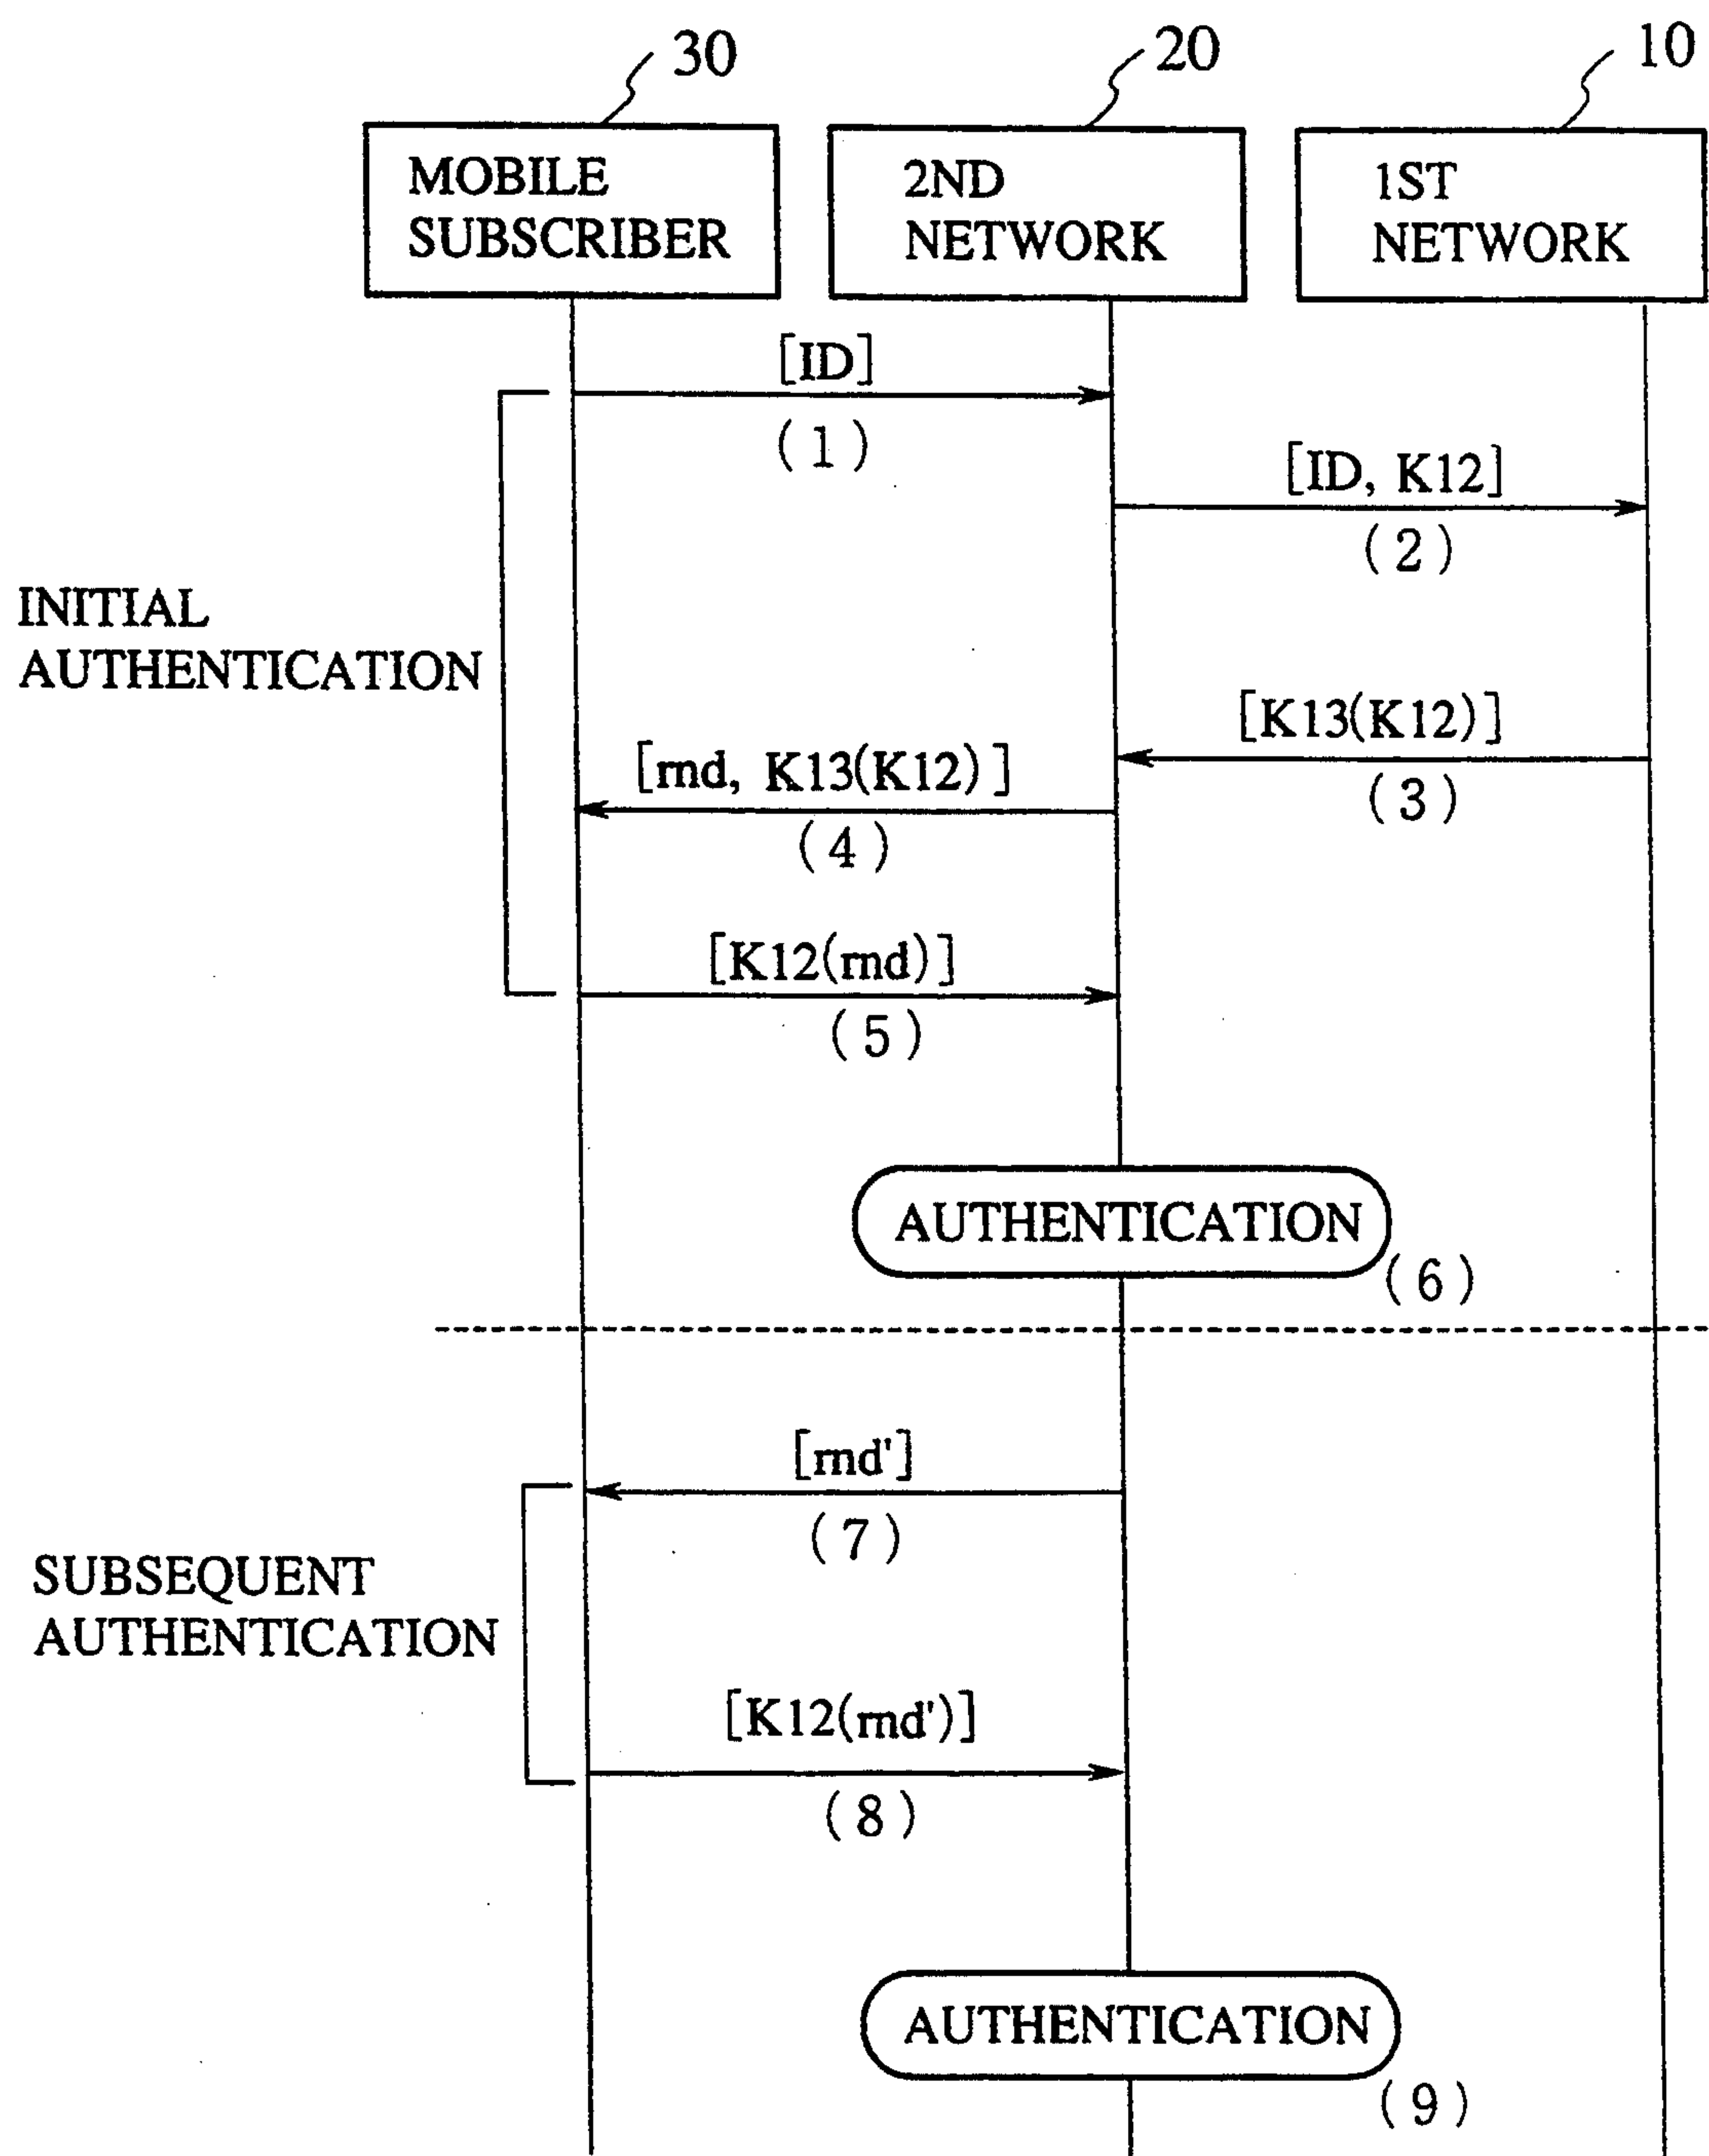 30
20
10
MOBILE
SUBSCRIBER
2ND
NETWORK
1ST
NETWORK
[ID]
(1)
[ID, K12]
(2)
INITIAL
AUTHENTICATION
[K13(K12)]
(3)
[rnd, K13(K12)]
(4)
[K12(rnd)]
(5)
AUTHENTICATION
(6)
[rnd']
(7)
SUBSEQUENT
AUTHENTICATION
[K12(rnd')]
(8)
AUTHENTICATION
(9)